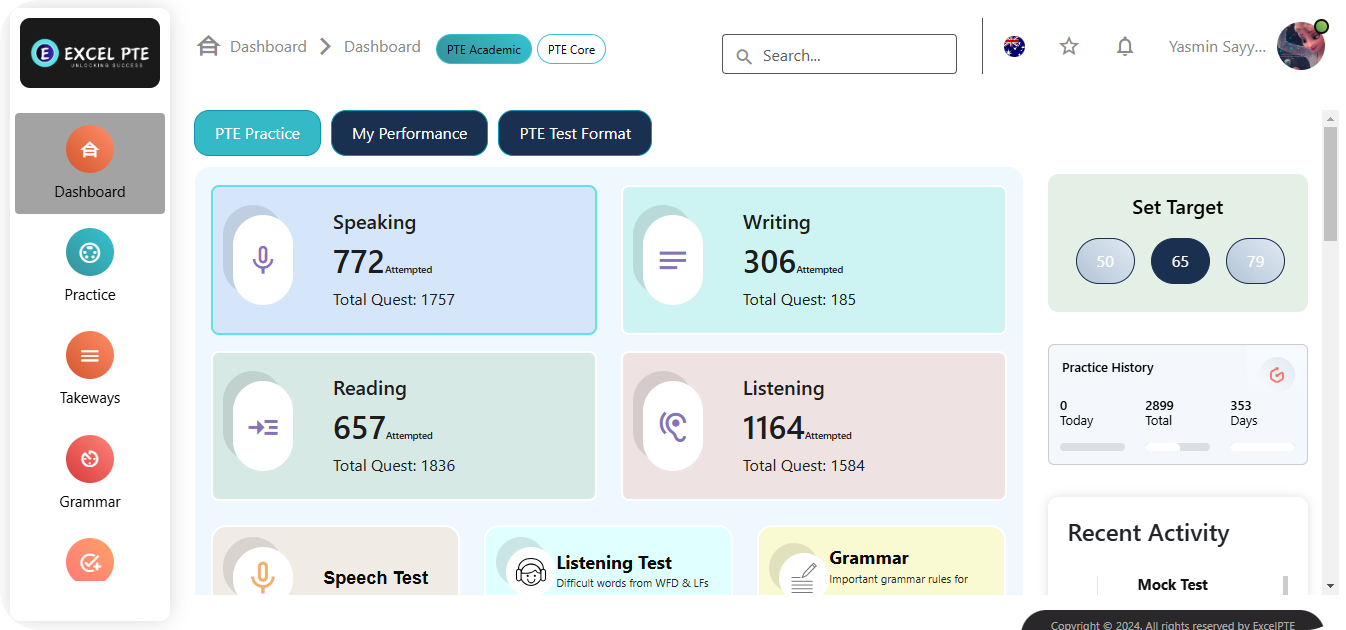 E EXCEL PTE
UNLOCKING SUCCESS
Dashboard
Practice
Takeways
Grammar
Dashboard Dashboard PTE Academic PTE Core
Search...
Yasmin Sayy...
PTE Practice My Performance PTE Test Format
Speaking
772 Attempted
Total Quest: 1757
Writing
306 Attempted
Total Quest: 185
Reading
657 Attempted
Total Quest: 1836
Listening
1164 Attempted
Total Quest: 1584
Speech Test
Listening Test
Difficult words from WFD & LFs
Grammar
Important grammar rules for
Set Target
50 65 79
Practice History
0 2899 353
Today Total Days
Recent Activity
Mock Test
Copyright © 2024. All rights reserved by ExcelPTE